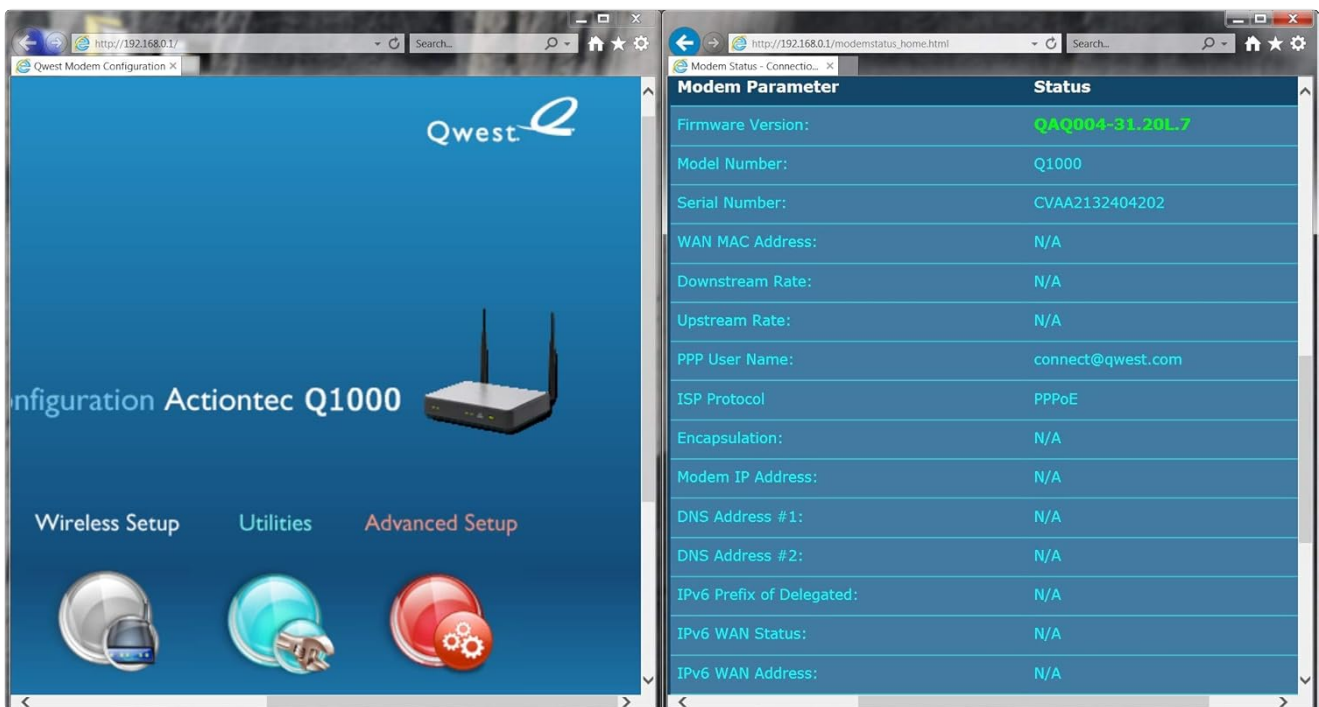 http://192.168.0.1/
Search...
Qwest Modem Configuration
Qwest
nfiguration Actiontec Q1000
Wireless Setup
Utilities
Advanced Setup
http://192.168.0.1/modemstatus_home.html
Search...
Modem Status - Connectio...
Modem Parameter Status
Firmware Version: QAQ004-31.20L.7
Model Number: Q1000
Serial Number: CVAA2132404202
WAN MAC Address: N/A
Downstream Rate: N/A
Upstream Rate: N/A
PPP User Name: connect@qwest.com
ISP Protocol PPPoE
Encapsulation: N/A
Modem IP Address: N/A
DNS Address #1: N/A
DNS Address #2: N/A
IPv6 Prefix of Delegated: N/A
IPv6 WAN Status: N/A
IPv6 WAN Address: N/A